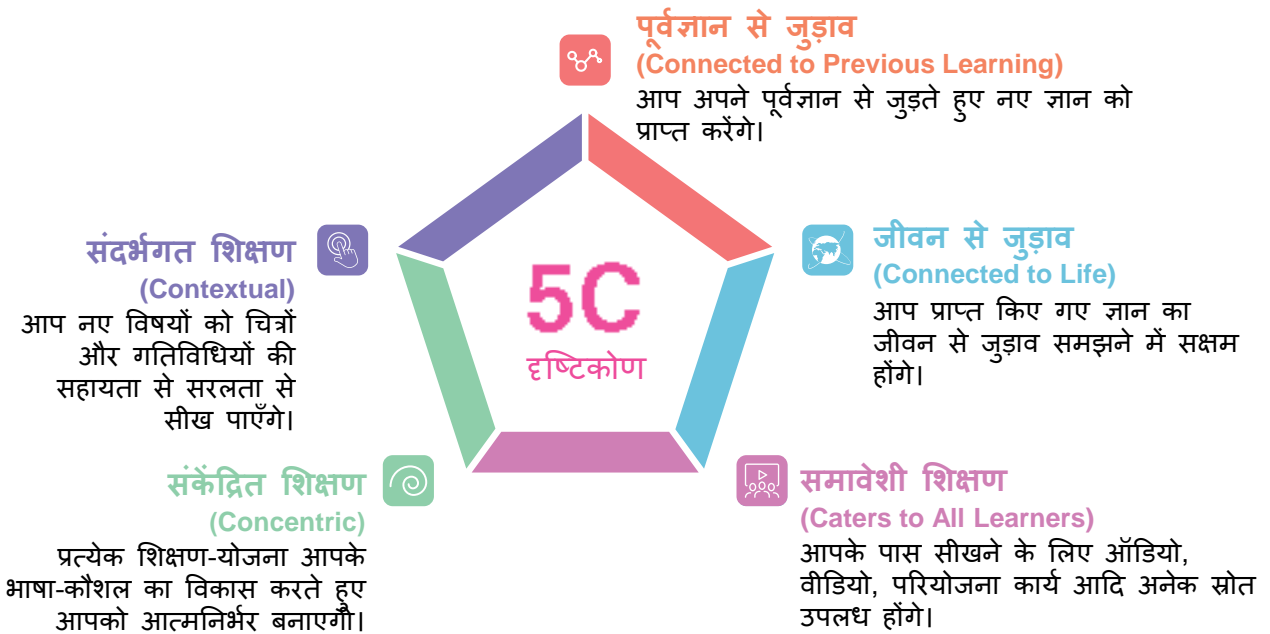 पूर्वज्ञान से जुड़ाव
(Connected to Previous Learning)
आप अपने पूर्वज्ञान से जुड़ते हुए नए ज्ञान को
प्राप्त करेंगे।
जीवन से जुड़ाव
(Connected to Life)
आप प्राप्त किए गए ज्ञान का
जीवन से जुड़ाव समझने में सक्षम
होंगे।
समावेशी शिक्षण
(Caters to All Learners)
आपके पास सीखने के लिए ऑडियो,
वीडियो, परियोजना कार्य आदि अनेक स्रोत
उपलध होंगे।
संकेंद्रित शिक्षण
(Concentric)
प्रत्येक शिक्षण-योजना आपके
भाषा-कौशल का विकास करते हुए
आपको आत्मनिर्भर बनाएगी।
संदर्भगत शिक्षण
(Contextual)
आप नए विषयों को चित्रों
और गतिविधियों की
सहायता से सरलता से
सीख पाएँगे।
5C
दृष्टिकोण